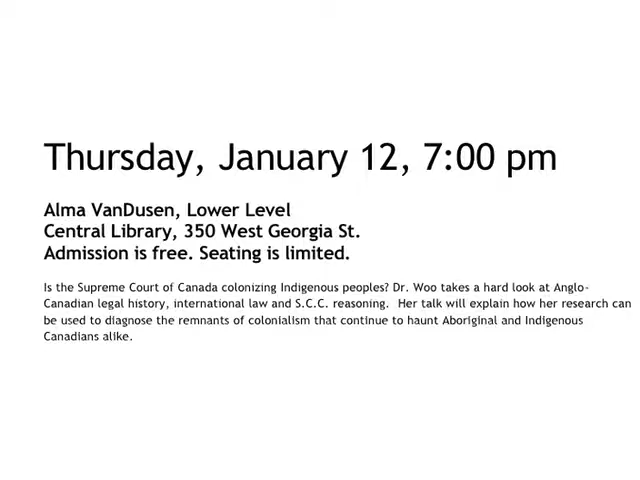 Thursday, January 12, 7:00 pm
Alma VanDusen, Lower Level
Central Library, 350 West Georgia St.
Admission is free. Seating is limited.
Is the Supreme Court of Canada colonizing Indigenous peoples? Dr. Woo takes a hard look at Anglo-
Canadian legal history, international law and S.C.C. reasoning.  Her talk will explain how her research can
be used to diagnose the remnants of colonialism that continue to haunt Aboriginal and Indigenous
Canadians alike.